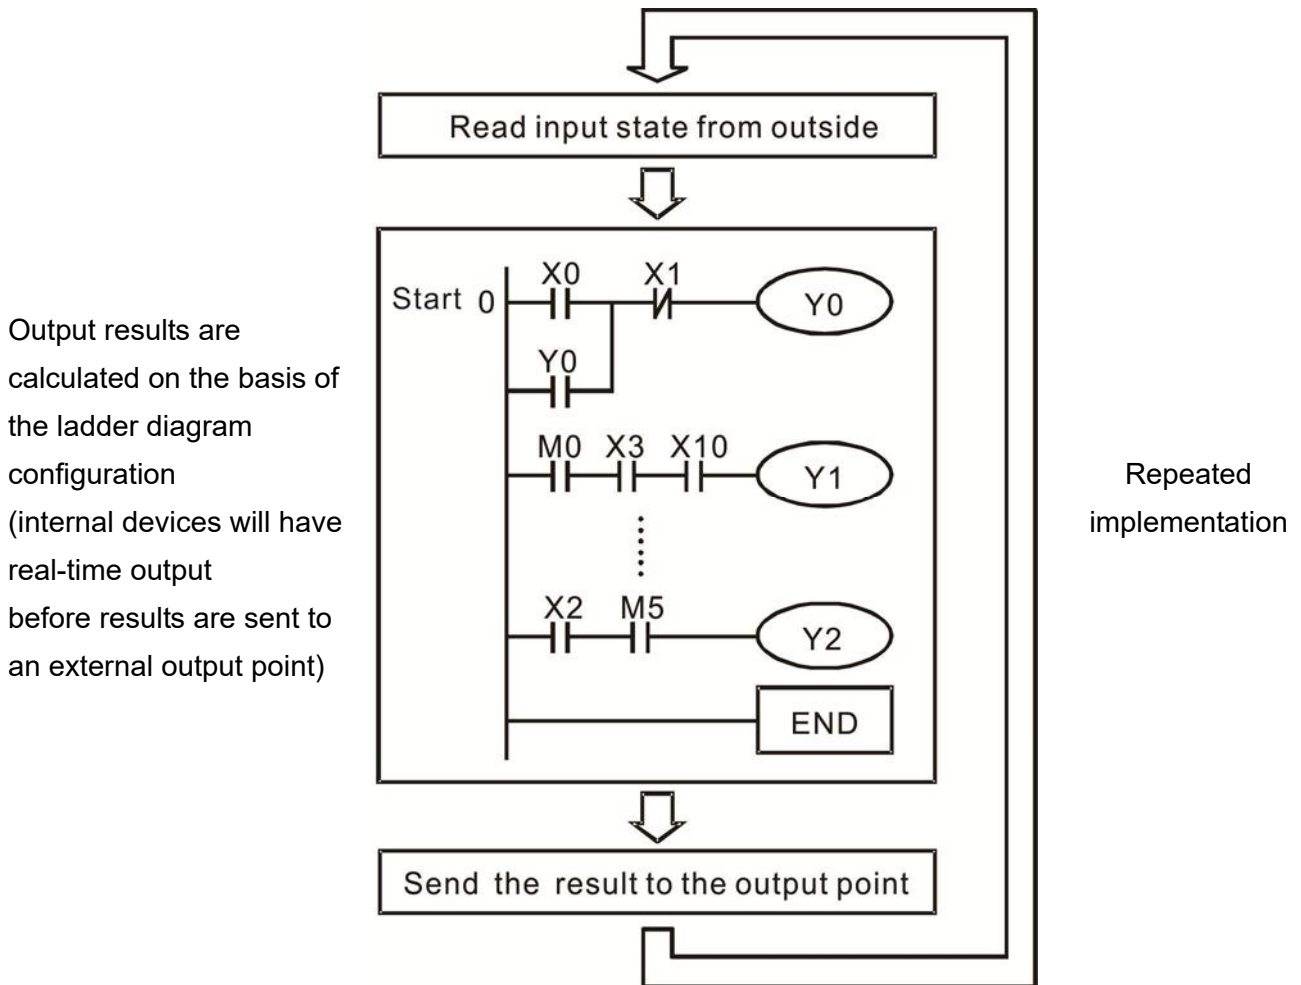 Read input state from outside
Output results are
calculated on the basis of
the ladder diagram
configuration
(internal devices will have
real-time output
before results are sent to
an external output point)
X0 X1
Start 0 Y0
Y0
M0 X3 X10
Y1
X2 M5
Y2
END
Repeated
implementation
Send the result to the output point